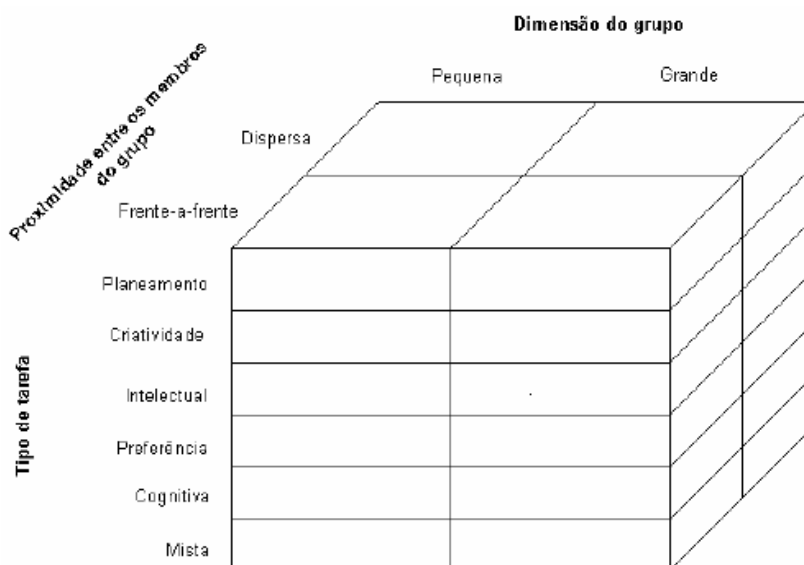 Dimensão do grupo
Pequena
Grande
Proximidade entre os membros
do grupo
Dispersa
Frente-a-frente
Tipo de tarefa
Planeamento
Criatividade
Intelectual
Preferência
Cognitiva
Mista